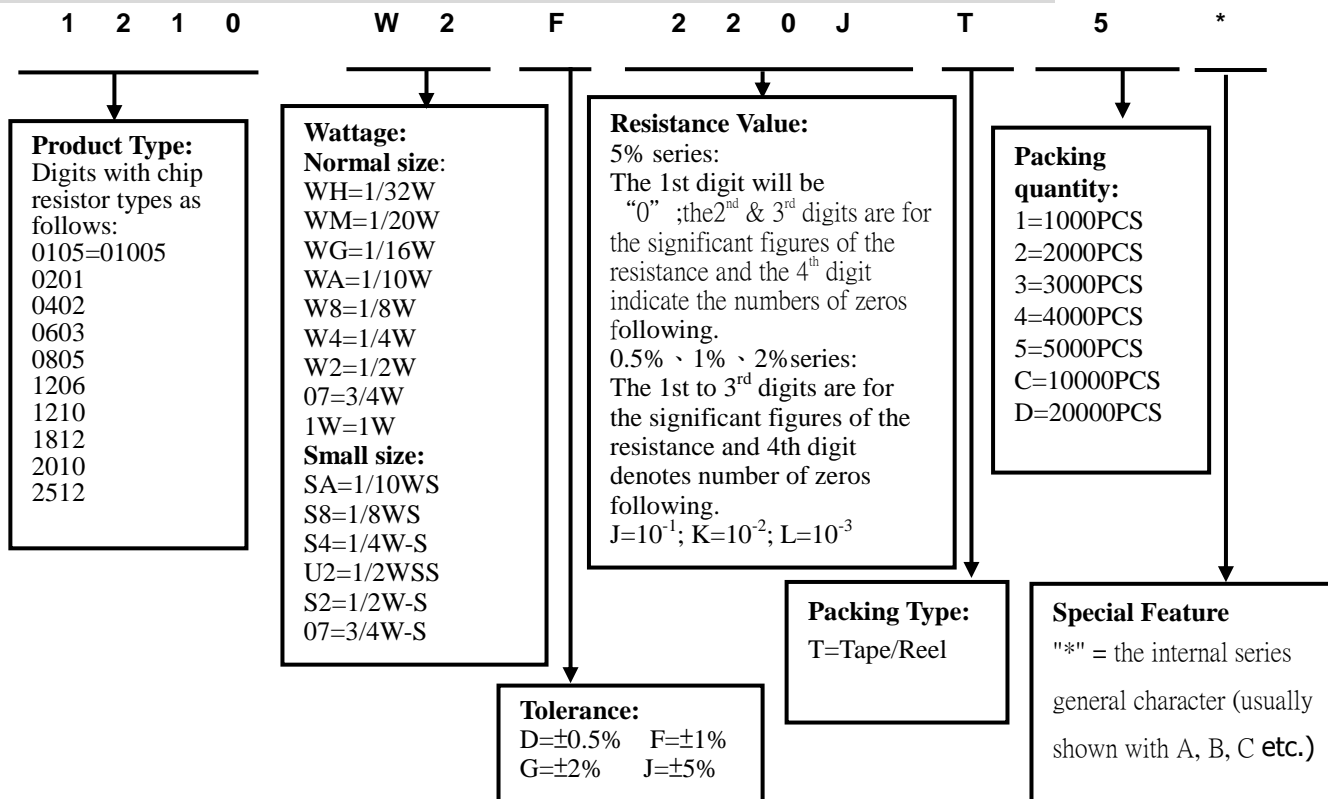 1 2 1 0 W 2 F 2 2 0 J T 5 *
Product Type:
Digits with chip
resistor types as
follows:
0105=01005
0201
0402
0603
0805
1206
1210
1812
2010
2512
Wattage:
Normal size:
WH=1/32W
WM=1/20W
WG=1/16W
WA=1/10W
W8=1/8W
W4=1/4W
W2=1/2W
07=3/4W
1W=1W
Small size:
SA=1/10WS
S8=1/8WS
S4=1/4W-S
U2=1/2WSS
S2=1/2W-S
07=3/4W-S
Tolerance:
D=±0.5% F=±1%
G=±2% J=±5%
Resistance Value:
5% series:
The 1st digit will be
“0” ;the2nd & 3rd digits are for
the significant figures of the
resistance and the 4th digit
indicate the numbers of zeros
following.
0.5%、1%、2%series:
The 1st to 3rd digits are for
the significant figures of the
resistance and 4th digit
denotes number of zeros
following.
J=10-1; K=10-2; L=10-3
Packing Type:
T=Tape/Reel
Packing
quantity:
1=1000PCS
2=2000PCS
3=3000PCS
4=4000PCS
5=5000PCS
C=10000PCS
D=20000PCS
Special Feature
"*" = the internal series
general character (usually
shown with A, B, C etc.)